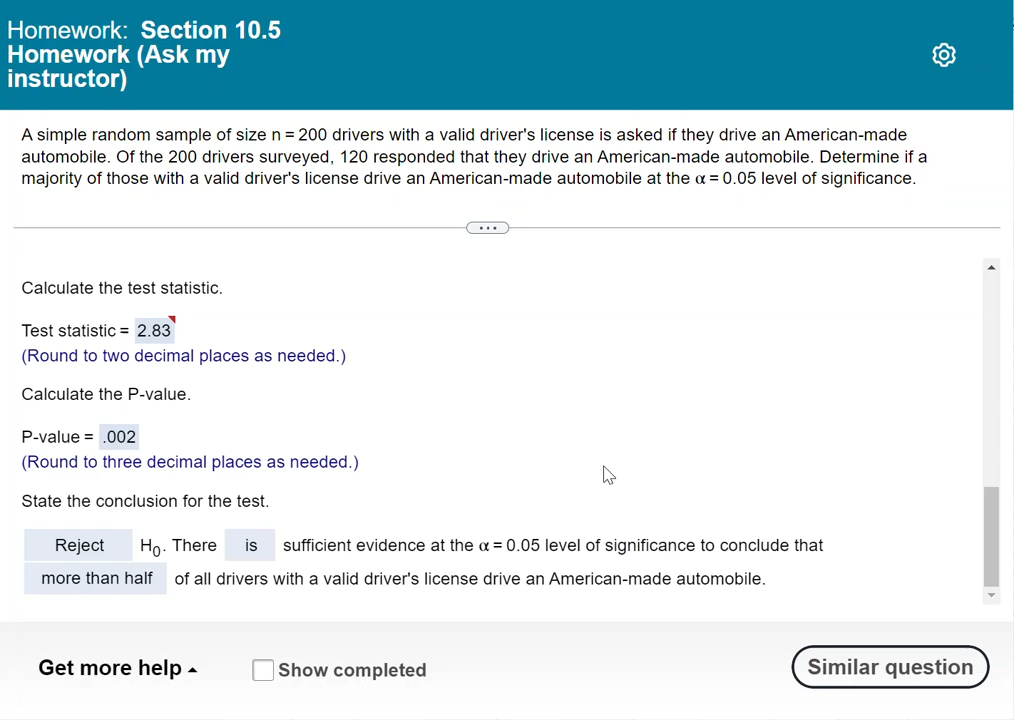 Homework: Section 10.5
Homework (Ask my
instructor)
A simple random sample of size n = 200 drivers with a valid driver's license is asked if they drive an American-made
automobile. Of the 200 drivers surveyed, 120 responded that they drive an American-made automobile. Determine if a
majority of those with a valid driver's license drive an American-made automobile at the α = 0.05 level of significance.
Calculate the test statistic.
Test statistic = 2.83
(Round to two decimal places as needed.)
Calculate the P-value.
P-value = .002
(Round to three decimal places as needed.)
State the conclusion for the test.
Reject H₀. There is sufficient evidence at the α = 0.05 level of significance to conclude that
more than half of all drivers with a valid driver's license drive an American-made automobile.
Get more help Show completed Similar question